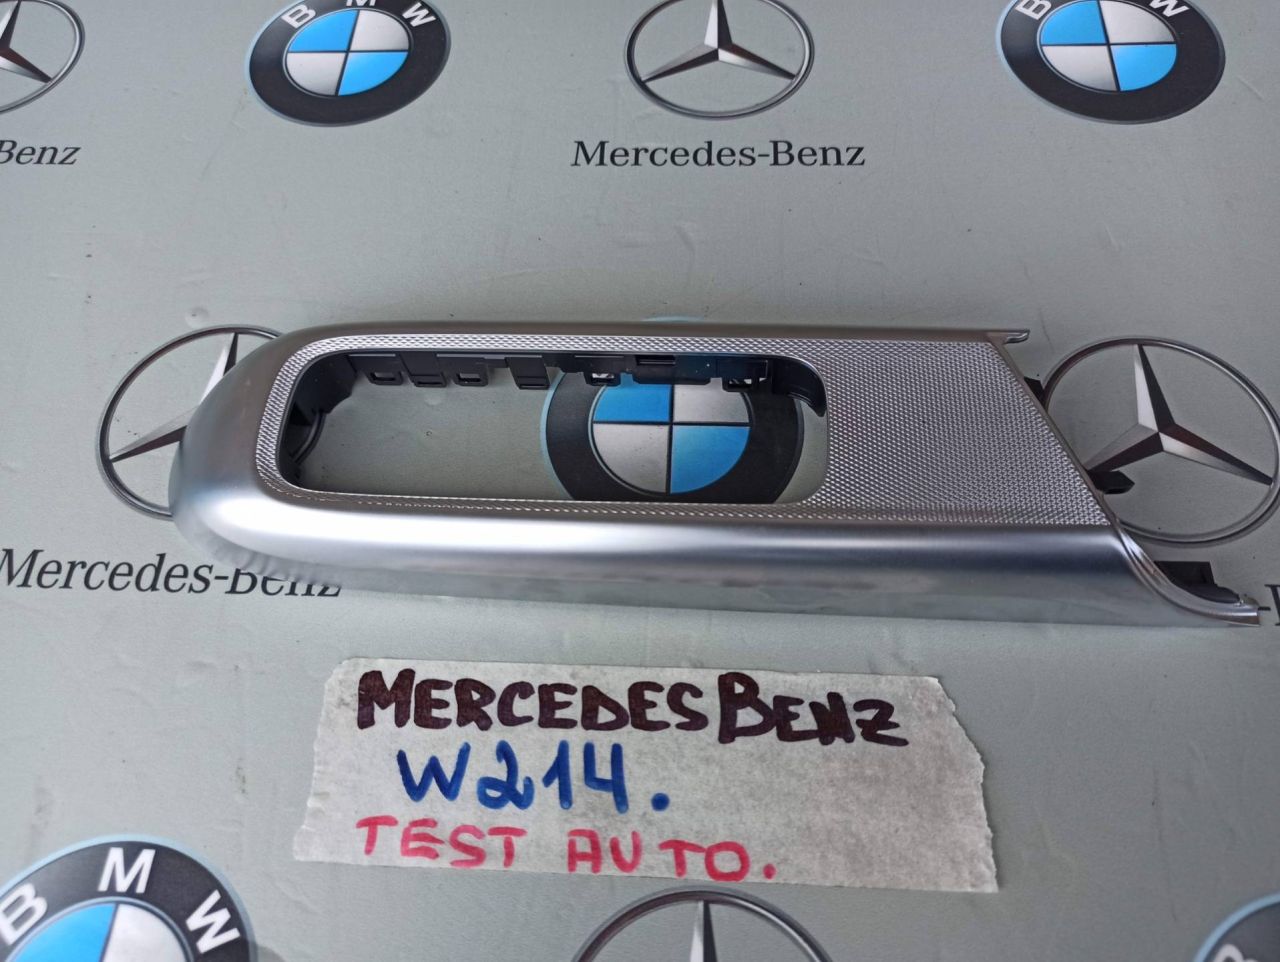 BMW
BMW
Benz
Mercedes-Benz
Mercedes-Benz
MERCEDES BENZ
W214.
TEST AUTO.
BMW